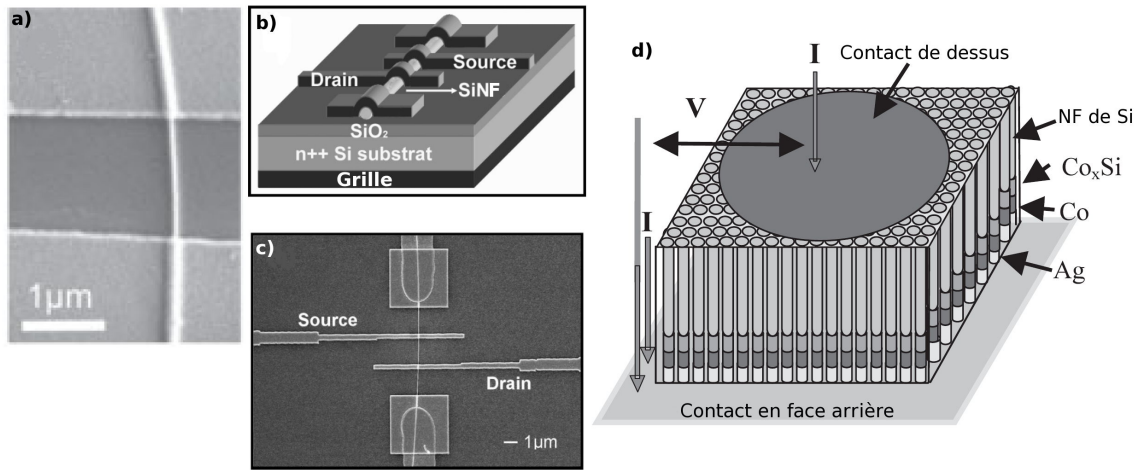 a)
1µm
b)
Drain
Source
SiNF
SiO₂
n++ Si substrat
Grille
c)
Source
Drain
1µm
d)
I
Contact de dessus
V
NF de Si
CoₓSi
Co
I
Ag
Contact en face arrière